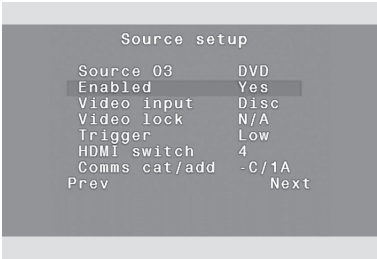 Source setup
Source 03 DVD
Enabled Yes
Video input Disc
Video lock N/A
Trigger Low
HDMI switch 4
Comms cat/add -C/1A
Prev Next